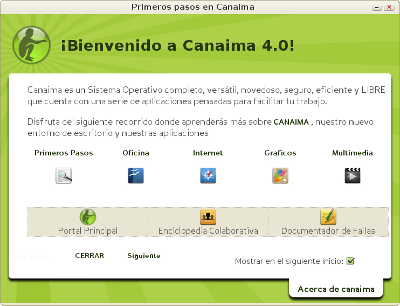 Primeros pasos en Canaima
¡Bienvenido a Canaima 4.0!
Canaima es un Sistema Operativo completo, versátil, novedoso, seguro, eficiente y LIBRE
que cuenta con una serie de aplicaciones pensadas para facilitar tu trabajo.
Disfruta del siguiente recorrido donde aprenderás más sobre CANAIMA , nuestro nuevo
entorno de escritorio y nuestras aplicaciones
Primeros Pasos Oficina Internet Graficos Multimedia
Portal Principal Enciclopedia Colaborativa Documentador de Fallas
CERRAR Siguiente Mostrar en el siguiente inicio:
Acerca de canaima